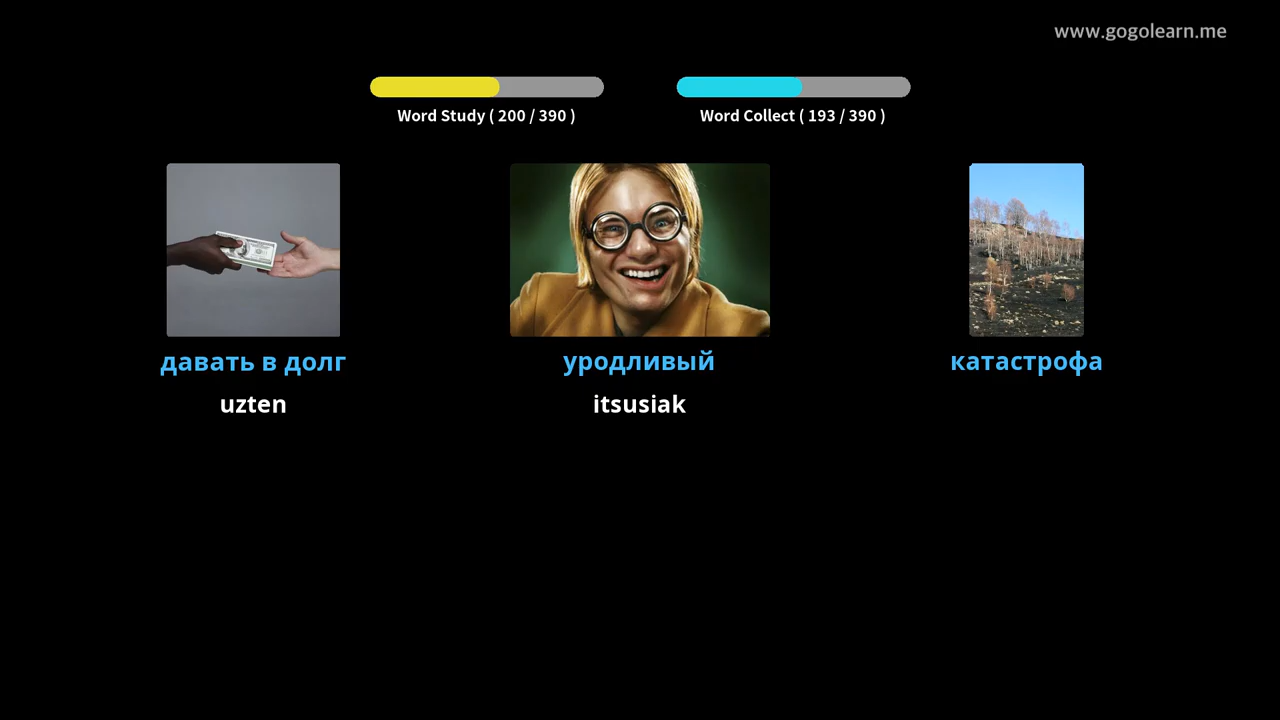 www.gogolearn.me
Word Study ( 200 / 390 )
Word Collect ( 193 / 390 )
давать в долг
уродливый
катастрофа
uzten
itsusiak